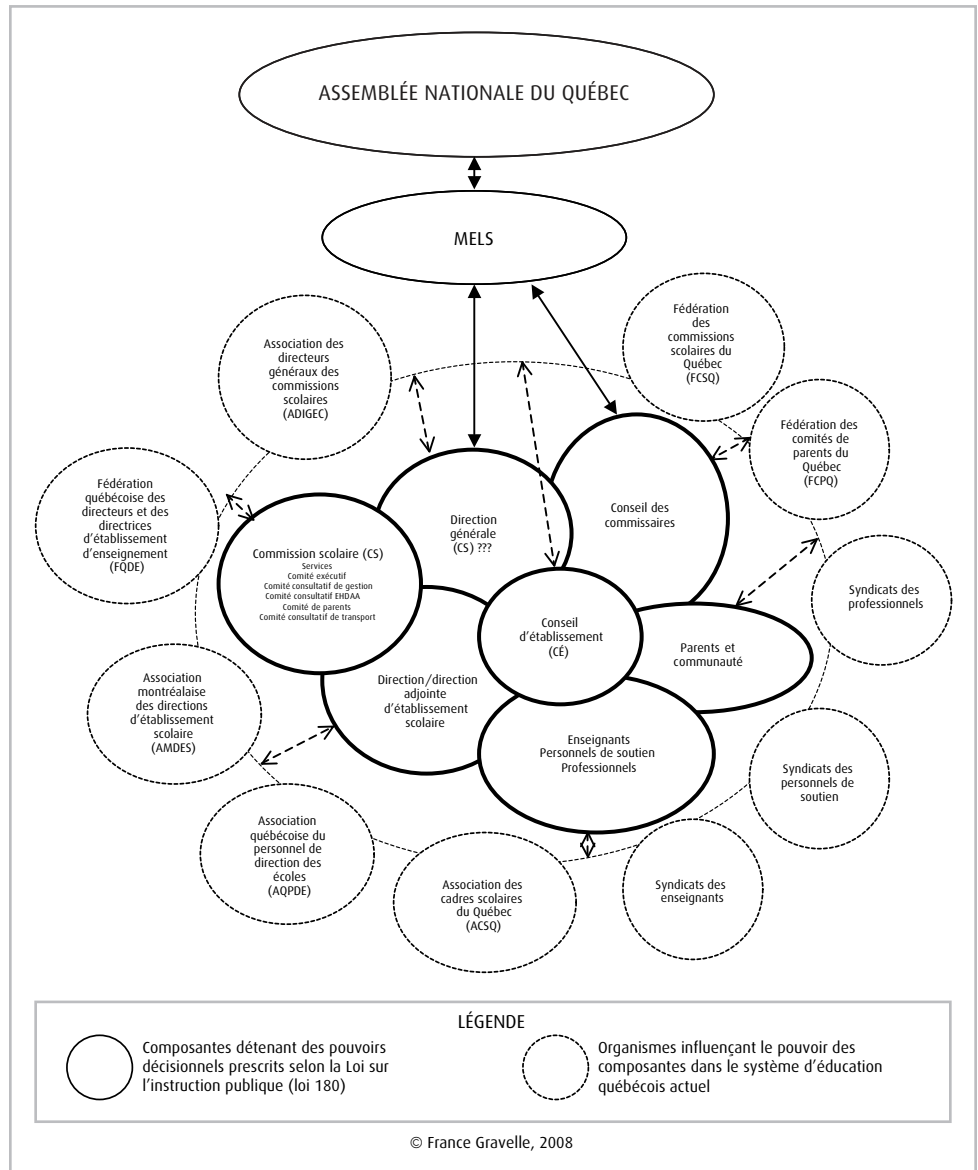 ASSEMBLÉE NATIONALE DU QUÉBEC
MELS
Association des
directeurs
généraux des
commissions
scolaires
(ADIGEC)
Fédération
des
commissions
scolaires du
Québec
(FCSQ)
Fédération des
comités de
parents du
Québec
(FCPQ)
Fédération
québécoise des
directeurs et des
directrices
d'établissement
d'enseignement
(FQDE)
Commission scolaire (CS)
Services
Comité exécutif
Comité consultatif de gestion
Comité consultatif EHDAA
Comité de parents
Comité consultatif de transport
Direction
générale
(CS) ???
Conseil des
commissaires
Syndicats des
professionnels
Conseil
d'établissement
(CÉ)
Parents et
communauté
Direction/direction
adjointe
d'établissement
scolaire
Association
montréalaise
des directions
d'établissement
scolaire
(AMDES)
Enseignants
Personnels de soutien
Professionnels
Syndicats des
personnels de
soutien
Association
québécoise du
personnel de
direction des
écoles
(AQPDE)
Association des
cadres scolaires
du Québec
(ACSQ)
Syndicats des
enseignants
LÉGENDE
Composantes détenant des pouvoirs
décisionnels prescrits selon la Loi sur
l'instruction publique (loi 180)
Organismes influençant le pouvoir des
composantes dans le système d'éducation
québécois actuel
© France Gravelle, 2008